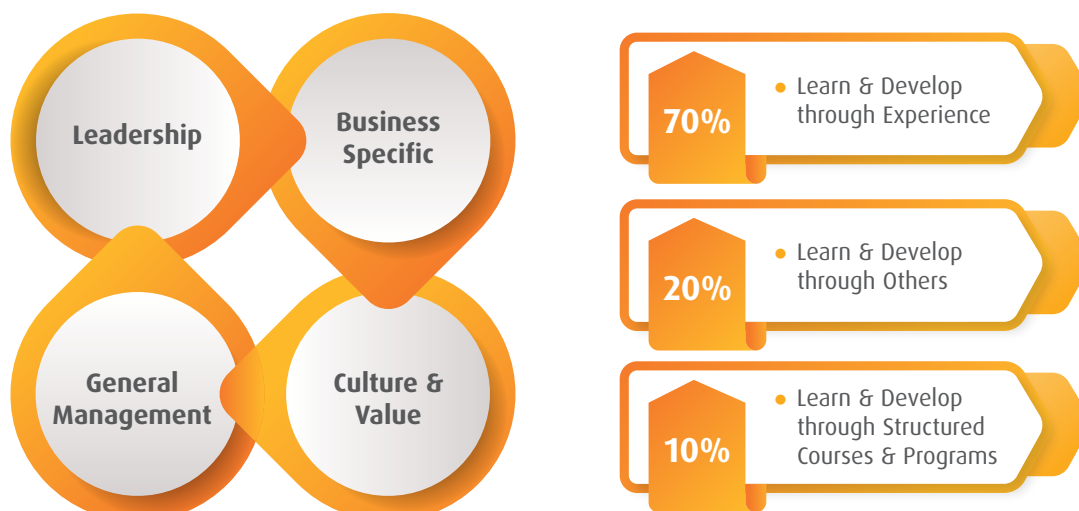 Leadership
Business
Specific
General
Management
Culture &
Value
70%
• Learn & Develop
through Experience
20%
• Learn & Develop
through Others
10%
• Learn & Develop
through Structured
Courses & Programs